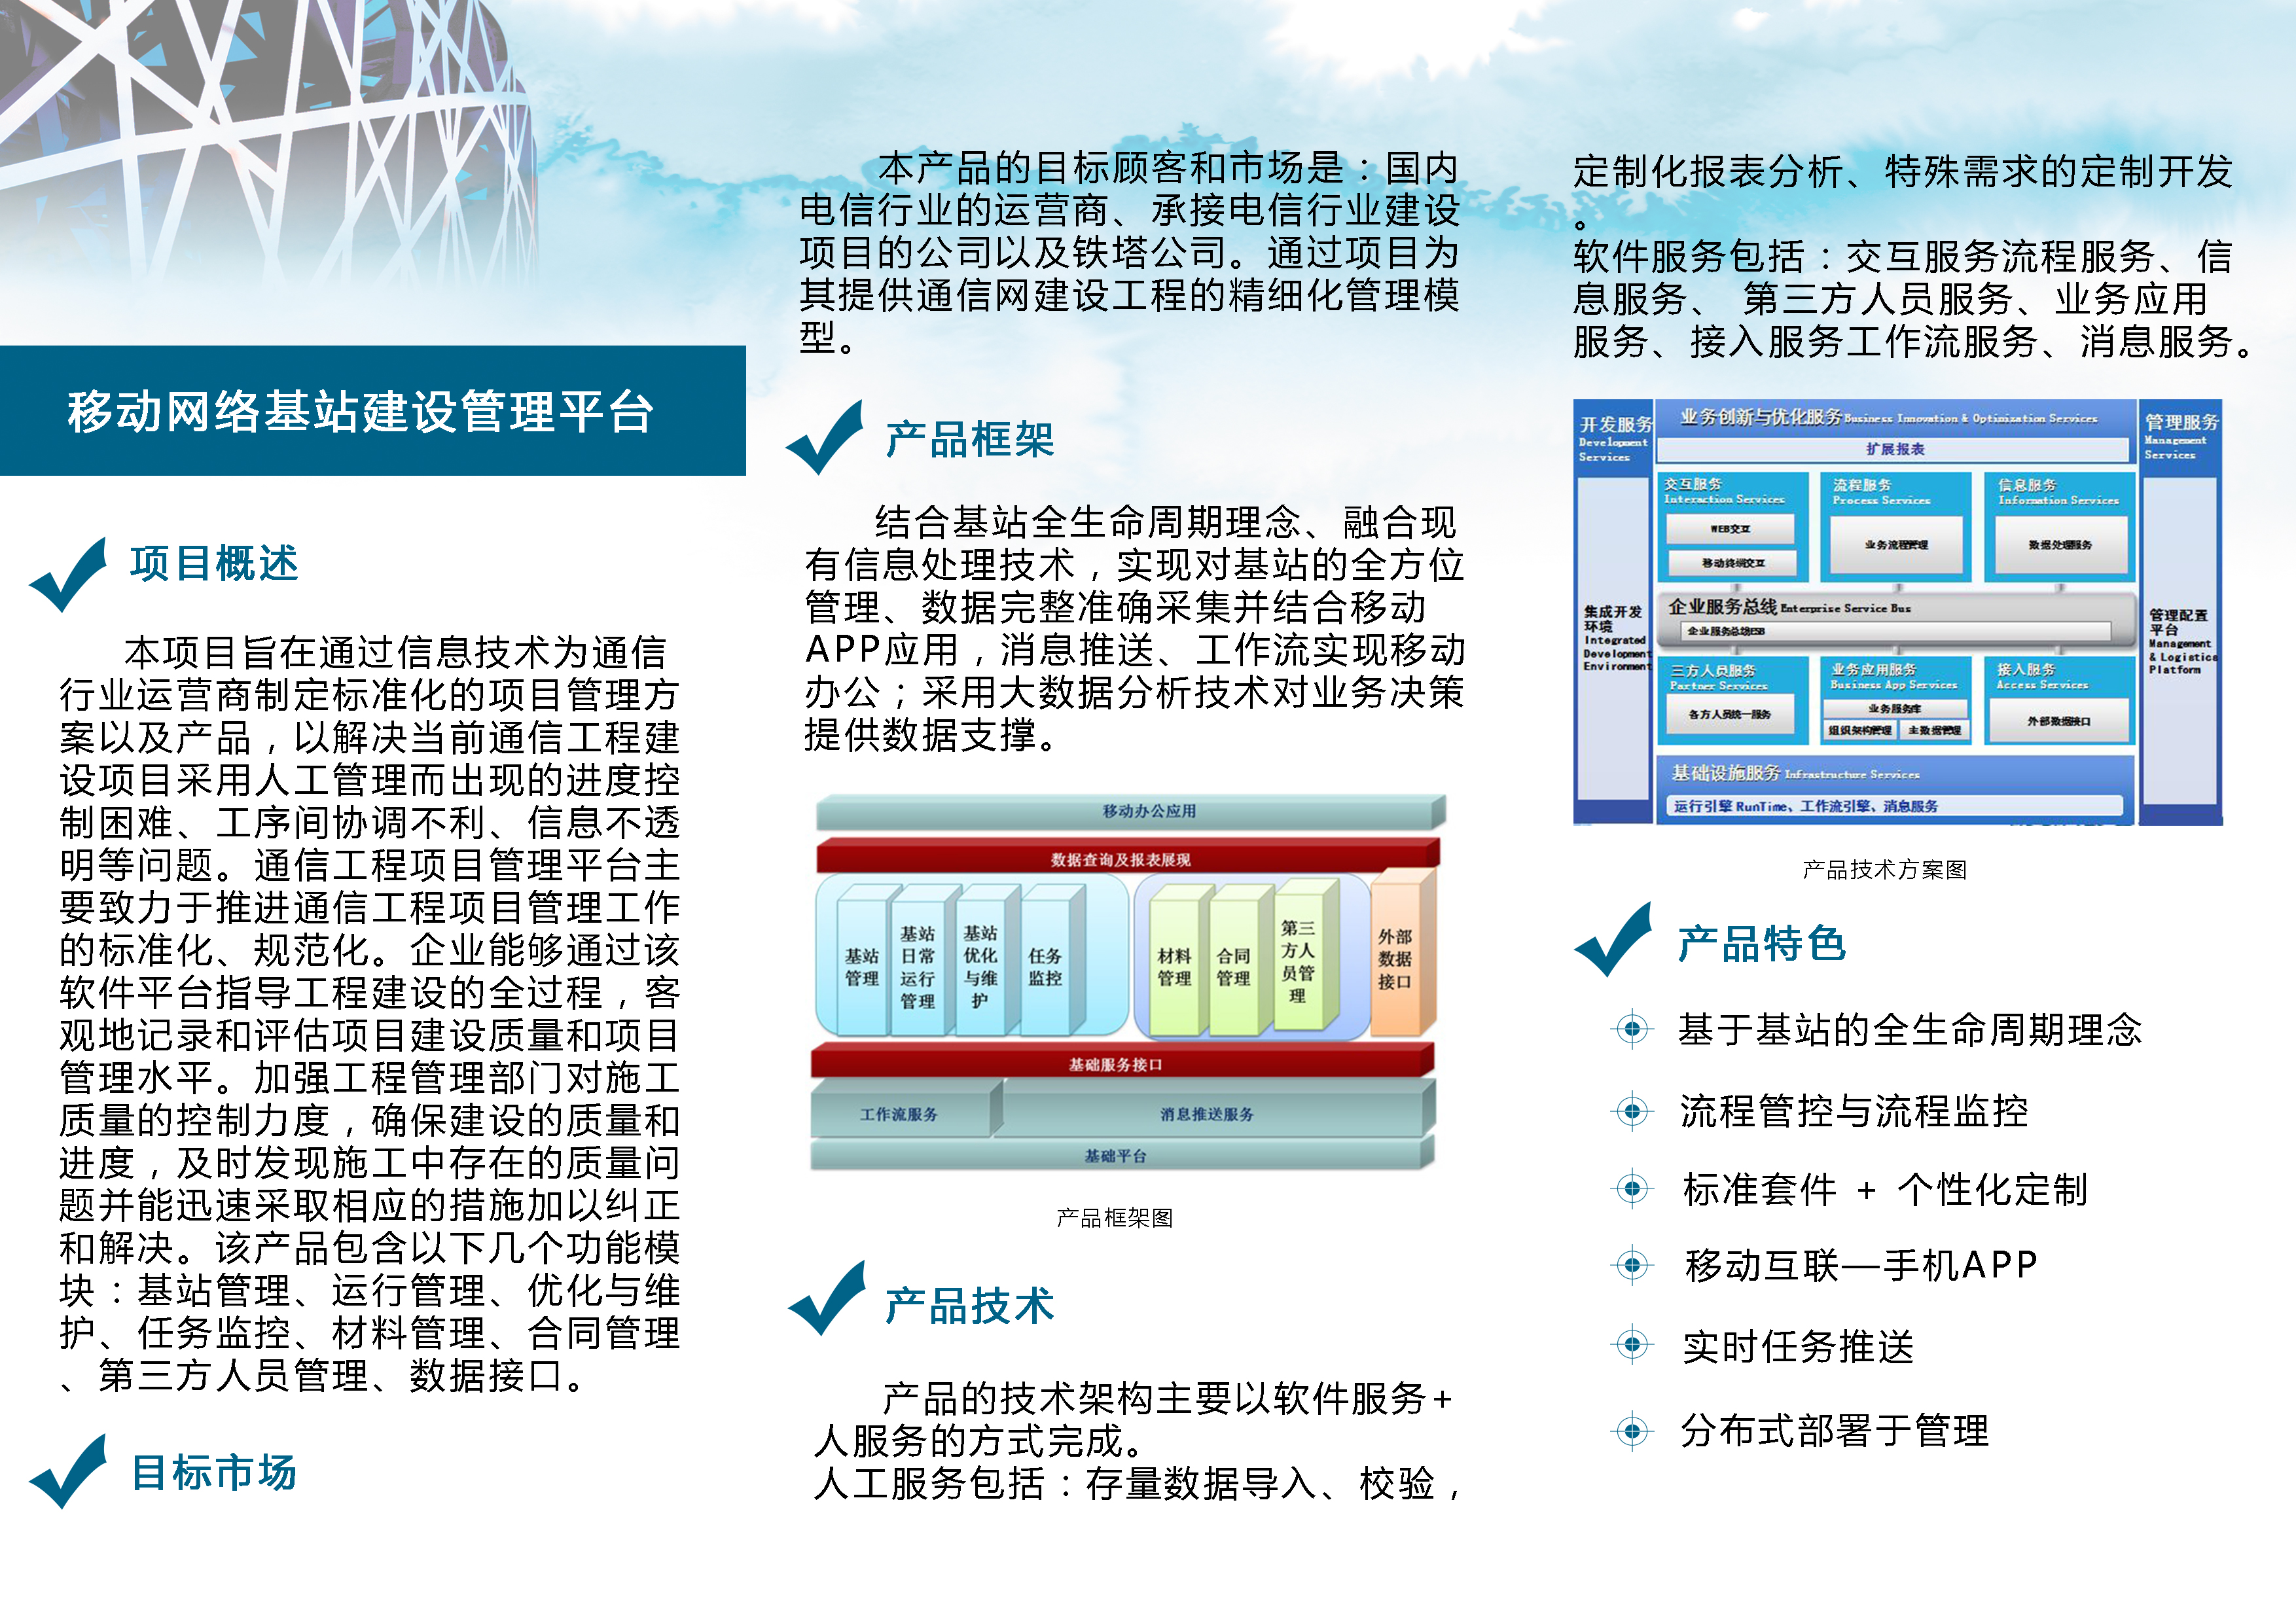 移动网络基站建设管理平台
项目概述
本项目旨在通过信息技术为通信
行业运营商制定标准化的项目管理方
案以及产品，以解决当前通信工程建
设项目采用人工管理而出现的进度控
制困难、工序间协调不利、信息不透
明等问题。通信工程项目管理平台主
要致力于推进通信工程项目管理工作
的标准化、规范化。企业能够通过该
软件平台指导工程建设的全过程，客
观地记录和评估项目建设质量和项目
管理水平。加强工程管理部门对施工
质量的控制力度，确保建设的质量和
进度，及时发现施工中存在的质量问
题并能迅速采取相应的措施加以纠正
和解决。该产品包含以下几个功能模
块：基站管理、运行管理、优化与维
护、任务监控、材料管理、合同管理
、第三方人员管理、数据接口。
目标市场
本产品的目标顾客和市场是：国内
电信行业的运营商、承接电信行业建设
项目的公司以及铁塔公司。通过项目为
其提供通信网建设工程的精细化管理模
型。
产品框架
结合基站全生命周期理念、融合现
有信息处理技术，实现对基站的全方位
管理、数据完整准确采集并结合移动
APP应用，消息推送、工作流实现移动
办公；采用大数据分析技术对业务决策
提供数据支撑。
移动办公应用
数据查询及报表展现
基站
管理
基站
日常
运行
管理
基站
优化
与维
护
任务
监控
材料
管理
合同
管理
第三
方人
员管
理
外部
数据
接口
基础服务接口
工作流服务
消息推送服务
基础平台
产品框架图
产品技术
产品的技术架构主要以软件服务+
人服务的方式完成。
人工服务包括：存量数据导入、校验，
定制化报表分析、特殊需求的定制开发
。
软件服务包括：交互服务流程服务、信
息服务、 第三方人员服务、业务应用
服务、接入服务工作流服务、消息服务。
开发服务
Development
Services
集成开发
环境
Integrated
Development
Environment
业务创新与优化服务 Business Innovation & Optimization Services
扩展报表
交互服务
Interaction Services
WEB交互
移动终端交互
流程服务
Process Services
业务流程管理
信息服务
Information Services
数据处理服务
企业服务总线 Enterprise Service Bus
企业服务总线ESB
三方人员服务
Partner Services
各方人员统一服务
业务应用服务
Business App Services
业务服务库
组织架构管理
主数据管理
接入服务
Access Services
外部数据接口
基础设施服务 Infrastructure Services
运行引擎 RunTime、工作流引擎、消息服务
管理服务
Management
Services
管理配置
平台
Management
& Logistics
Platform
产品技术方案图
产品特色
基于基站的全生命周期理念
流程管控与流程监控
标准套件 + 个性化定制
移动互联—手机APP
实时任务推送
分布式部署于管理